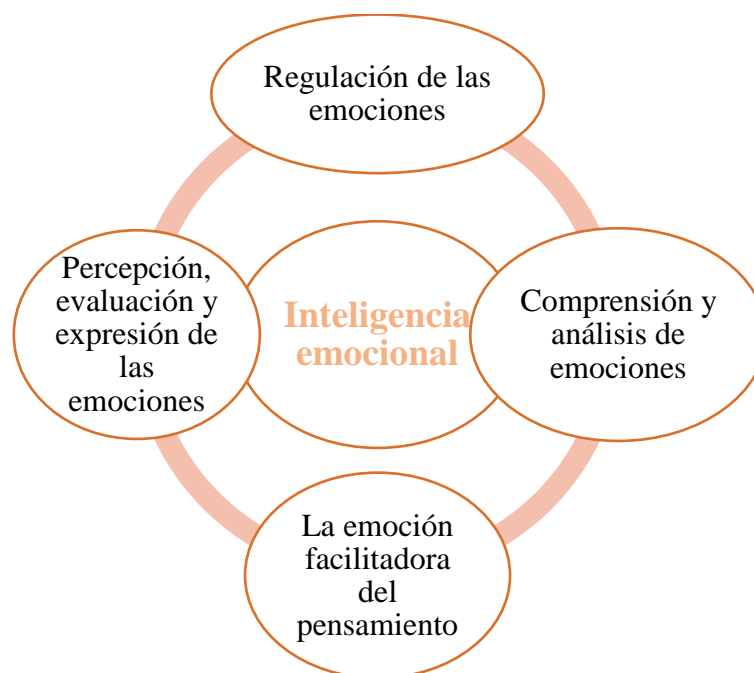 Regulación de las
emociones
Percepción,
evaluación y
expresión de
las
emociones
Inteligencia
emocional
Comprensión y
análisis de
emociones
La emoción
facilitadora
del
pensamiento